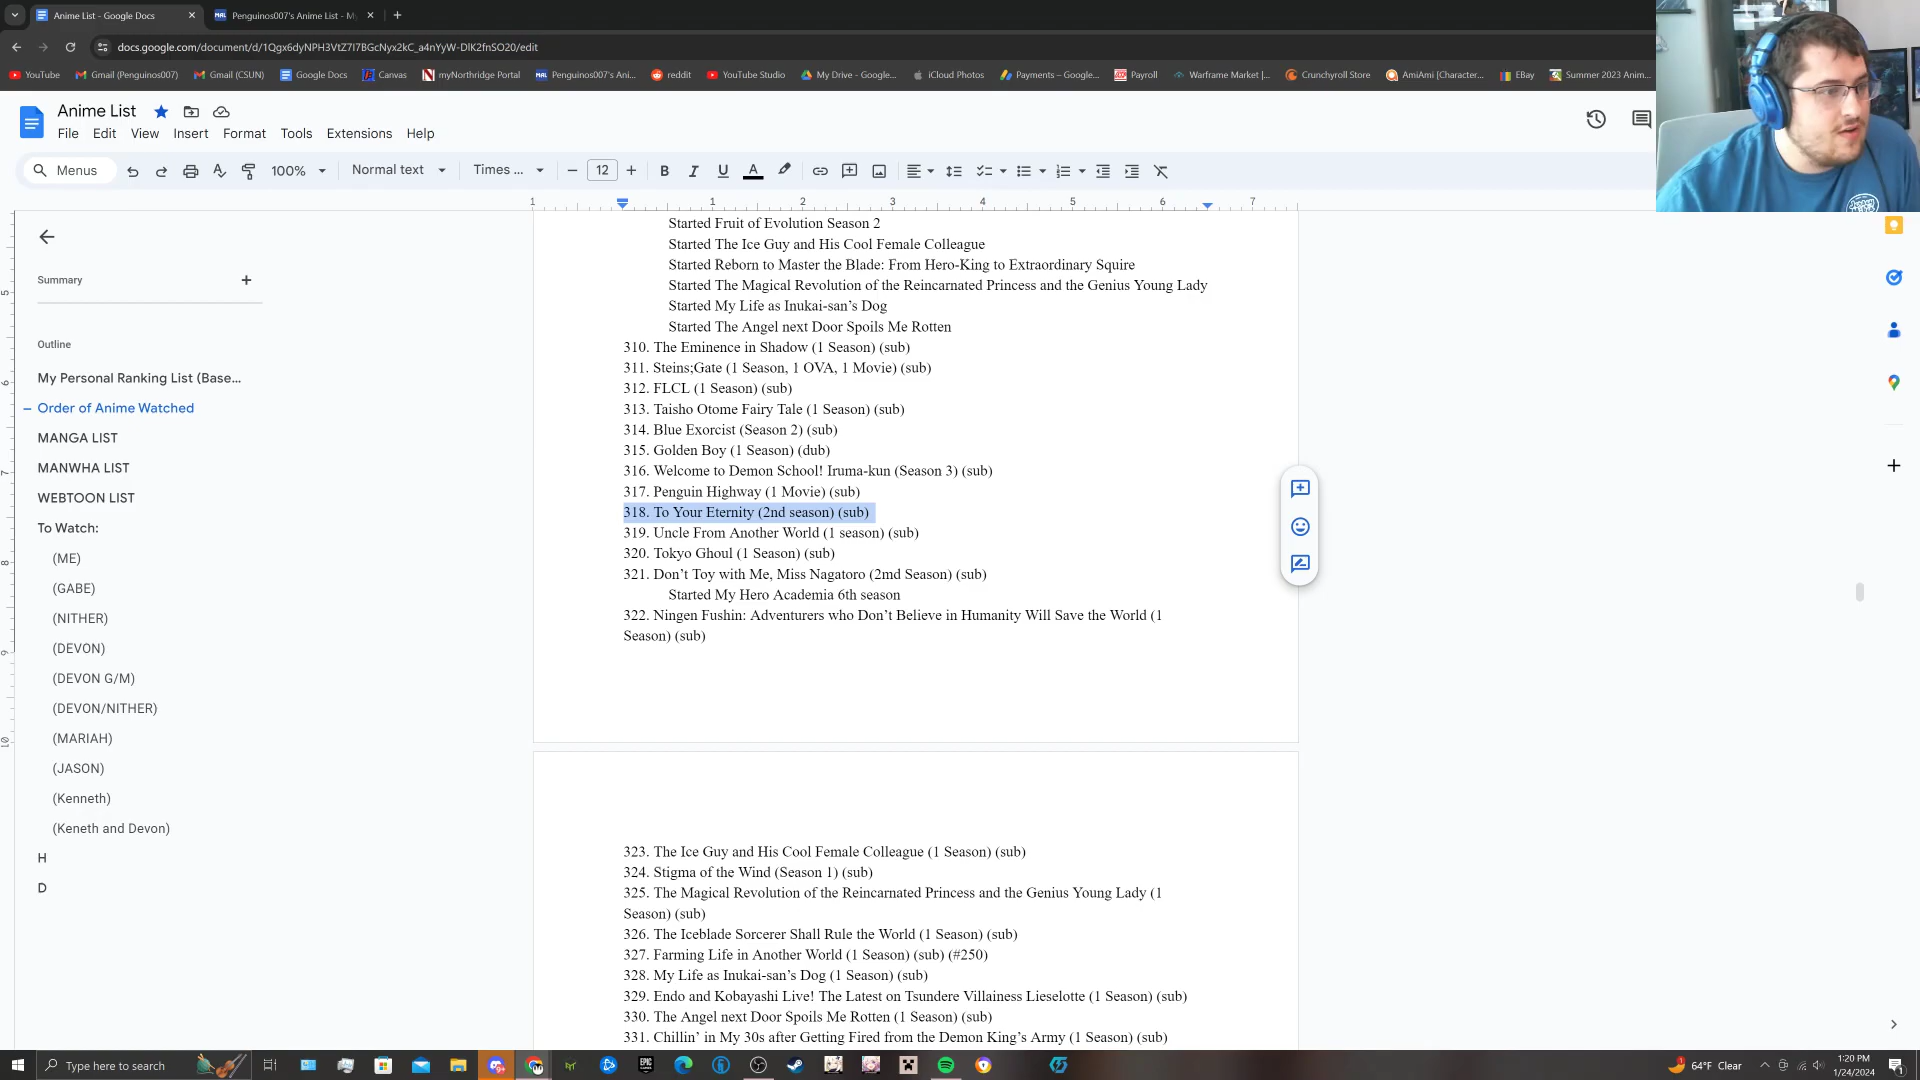 Anime List - Google Docs
Penguinos007's Anime List - My
docs.google.com/document/d/1Qgx6dyNPH3VtZ7I7BGcNyx2kC_a4nYyW-DlK2fnSO20/edit
YouTube
Gmail (Penguinos007)
Gmail (CSUN)
Google Docs
Canvas
myNorthridge Portal
Penguinos007's Ani...
reddit
YouTube Studio
My Drive - Google...
iCloud Photos
Payments – Google...
Payroll
Warframe Market |...
Crunchyroll Store
AmiAmi [Character...
EBay
Summer 2023 Anim...
Anime List
File Edit View Insert Format Tools Extensions Help
Menus 100% Normal text Times ... 12
1 1 2 3 4 5 6 7
Summary
Outline
My Personal Ranking List (Base...
Order of Anime Watched
MANGA LIST
MANWHA LIST
WEBTOON LIST
To Watch:
(ME)
(GABE)
(NITHER)
(DEVON)
(DEVON G/M)
(DEVON/NITHER)
(MARIAH)
(JASON)
(Kenneth)
(Keneth and Devon)
H
D
Started Fruit of Evolution Season 2
Started The Ice Guy and His Cool Female Colleague
Started Reborn to Master the Blade: From Hero-King to Extraordinary Squire
Started The Magical Revolution of the Reincarnated Princess and the Genius Young Lady
Started My Life as Inukai-san’s Dog
Started The Angel next Door Spoils Me Rotten
310. The Eminence in Shadow (1 Season) (sub)
311. Steins;Gate (1 Season, 1 OVA, 1 Movie) (sub)
312. FLCL (1 Season) (sub)
313. Taisho Otome Fairy Tale (1 Season) (sub)
314. Blue Exorcist (Season 2) (sub)
315. Golden Boy (1 Season) (dub)
316. Welcome to Demon School! Iruma-kun (Season 3) (sub)
317. Penguin Highway (1 Movie) (sub)
318. To Your Eternity (2nd season) (sub)
319. Uncle From Another World (1 season) (sub)
320. Tokyo Ghoul (1 Season) (sub)
321. Don’t Toy with Me, Miss Nagatoro (2md Season) (sub)
Started My Hero Academia 6th season
322. Ningen Fushin: Adventurers who Don’t Believe in Humanity Will Save the World (1
Season) (sub)
323. The Ice Guy and His Cool Female Colleague (1 Season) (sub)
324. Stigma of the Wind (Season 1) (sub)
325. The Magical Revolution of the Reincarnated Princess and the Genius Young Lady (1
Season) (sub)
326. The Iceblade Sorcerer Shall Rule the World (1 Season) (sub)
327. Farming Life in Another World (1 Season) (sub) (#250)
328. My Life as Inukai-san’s Dog (1 Season) (sub)
329. Endo and Kobayashi Live! The Latest on Tsundere Villainess Lieselotte (1 Season) (sub)
330. The Angel next Door Spoils Me Rotten (1 Season) (sub)
331. Chillin’ in My 30s after Getting Fired from the Demon King’s Army (1 Season) (sub)
Type here to search
64°F Clear
1:20 PM
1/24/2024